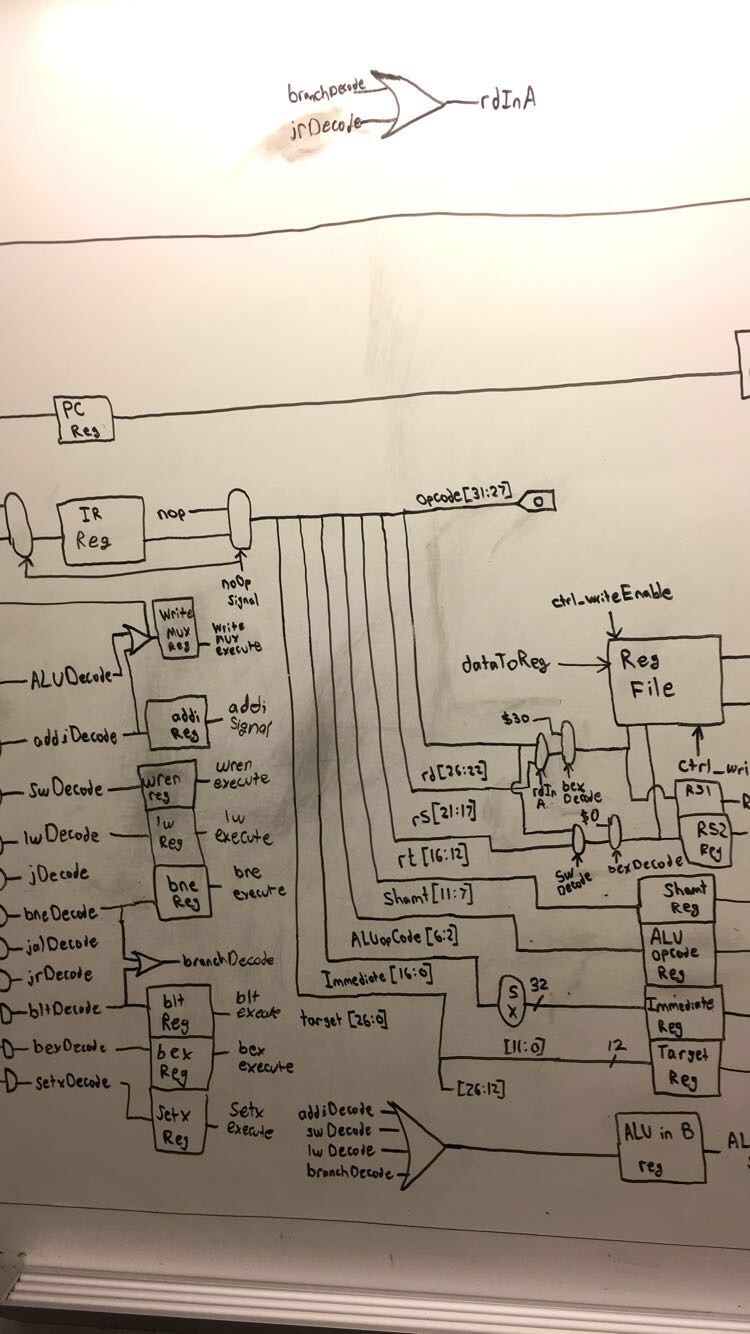 branchDecode
jrDecode
rdInA
PC
Reg
IR
Reg
nop
noOp
signal
Opcode[31:27]
0
ctrl_writeEnable
dataToReg
Reg
File
ctrl_wri
Write
mux
Reg
Write
mux
execute
ALUDecode
addi
Reg
addi
Signal
addiDecode
wren
reg
wren
execute
swDecode
lw
Reg
lw
execute
lwDecode
jDecode
bne
Reg
bne
execute
bneDecode
jalDecode
jrDecode
branchDecode
bltDecode
blt
Reg
blt
bexDecode
bex
Reg
bex
execute
setxDecode
Setx
Reg
Setx
execute
$30
rd[26:22]
rdIn
A
bex
Decode
rs[21:17]
$0
RS1
R
RS2
Reg
rt[16:12]
SW
Decode
bexDecode
Shamt[11:7]
Shamt
Reg
ALUopCode[6:2]
ALU
opcode
Reg
Immediate[16:0]
S
X
32
Immediate
Reg
target[26:0]
[11:0]
12
Target
Reg
[26:12]
addiDecode
swDecode
lwDecode
branchDecode
ALU in B
reg
AL